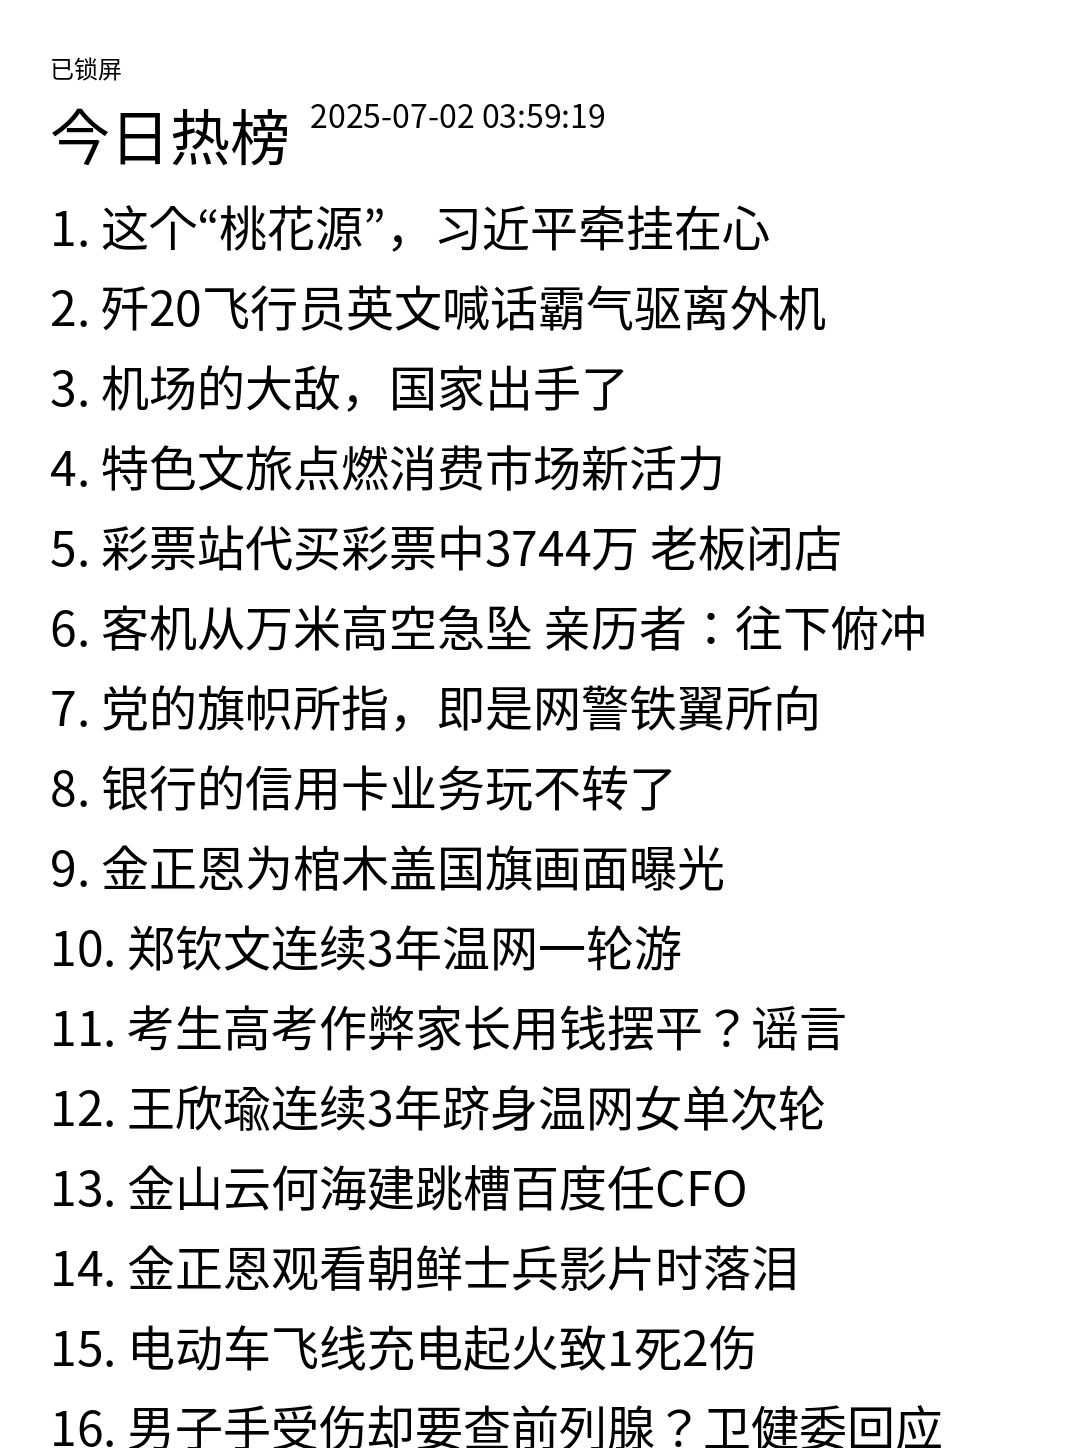 已锁屏
今日热榜 2025-07-02 03:59:19
1. 这个“桃花源”，习近平牵挂在心
2. 歼20飞行员英文喊话霸气驱离外机
3. 机场的大敌，国家出手了
4. 特色文旅点燃消费市场新活力
5. 彩票站代买彩票中3744万 老板闭店
6. 客机从万米高空急坠 亲历者：往下俯冲
7. 党的旗帜所指，即是网警铁翼所向
8. 银行的信用卡业务玩不转了
9. 金正恩为棺木盖国旗画面曝光
10. 郑钦文连续3年温网一轮游
11. 考生高考作弊家长用钱摆平？谣言
12. 王欣瑜连续3年跻身温网女单次轮
13. 金山云何海建跳槽百度任CFO
14. 金正恩观看朝鲜士兵影片时落泪
15. 电动车飞线充电起火致1死2伤
16. 男子手受伤却要查前列腺？卫健委回应